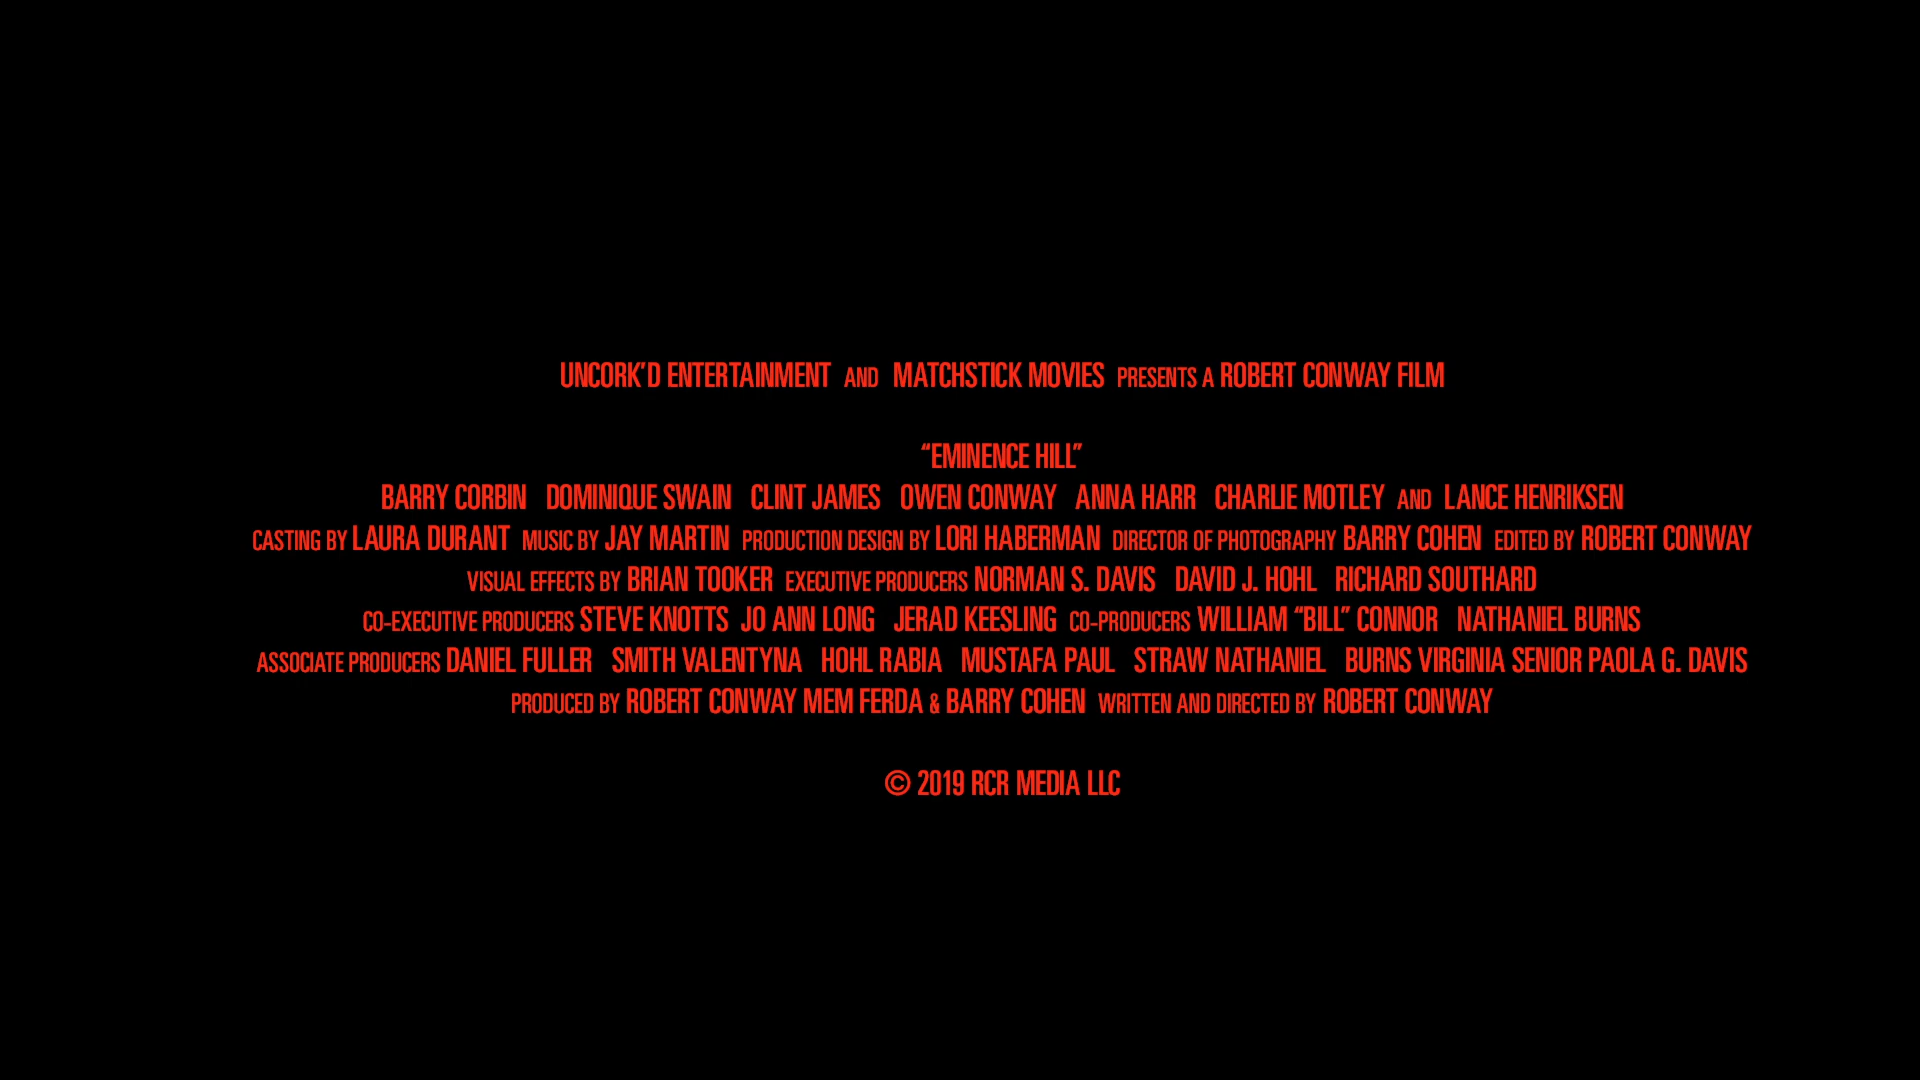 UNCORK'D ENTERTAINMENT AND MATCHSTICK MOVIES PRESENTS A ROBERT CONWAY FILM
“EMINENCE HILL”
BARRY CORBIN DOMINIQUE SWAIN CLINT JAMES OWEN CONWAY ANNA HARR CHARLIE MOTLEY AND LANCE HENRIKSEN
CASTING BY LAURA DURANT MUSIC BY JAY MARTIN PRODUCTION DESIGN BY LORI HABERMAN DIRECTOR OF PHOTOGRAPHY BARRY COHEN EDITED BY ROBERT CONWAY
VISUAL EFFECTS BY BRIAN TOOKER EXECUTIVE PRODUCERS NORMAN S. DAVIS DAVID J. HOHL RICHARD SOUTHARD
CO-EXECUTIVE PRODUCERS STEVE KNOTTS JO ANN LONG JERAD KEESLING CO-PRODUCERS WILLIAM “BILL” CONNOR NATHANIEL BURNS
ASSOCIATE PRODUCERS DANIEL FULLER SMITH VALENTYNA HOHL RABIA MUSTAFA PAUL STRAW NATHANIEL BURNS VIRGINIA SENIOR PAOLA G. DAVIS
PRODUCED BY ROBERT CONWAY MEM FERDA & BARRY COHEN WRITTEN AND DIRECTED BY ROBERT CONWAY
© 2019 RCR MEDIA LLC